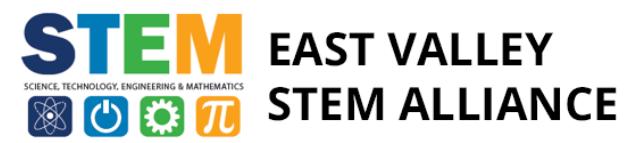 STEM
SCIENCE, TECHNOLOGY, ENGINEERING & MATHEMATICS
π
EAST VALLEY
STEM ALLIANCE